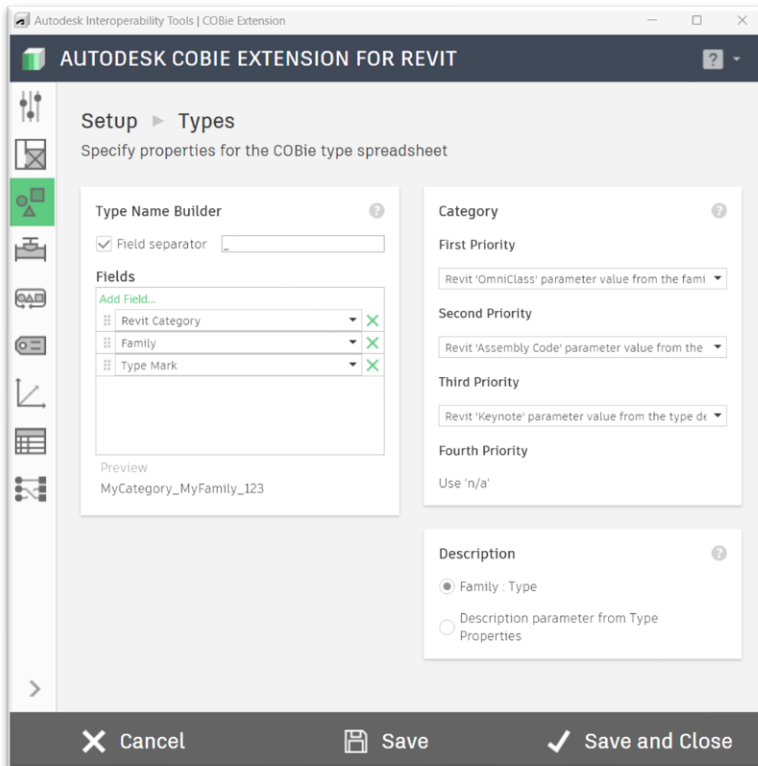 Autodesk Interoperability Tools | COBie Extension
AUTODESK COBIE EXTENSION FOR REVIT
?
Setup ▶ Types
Specify properties for the COBie type spreadsheet
Type Name Builder
?
Field separator
_
Fields
Add Field...
Revit Category
Family
Type Mark
Preview
MyCategory_MyFamily_123
Category
?
First Priority
Revit 'OmniClass' parameter value from the fami
Second Priority
Revit 'Assembly Code' parameter value from the
Third Priority
Revit 'Keynote' parameter value from the type de
Fourth Priority
Use 'n/a'
Description
?
Family : Type
Description parameter from Type
Properties
Cancel
Save
Save and Close